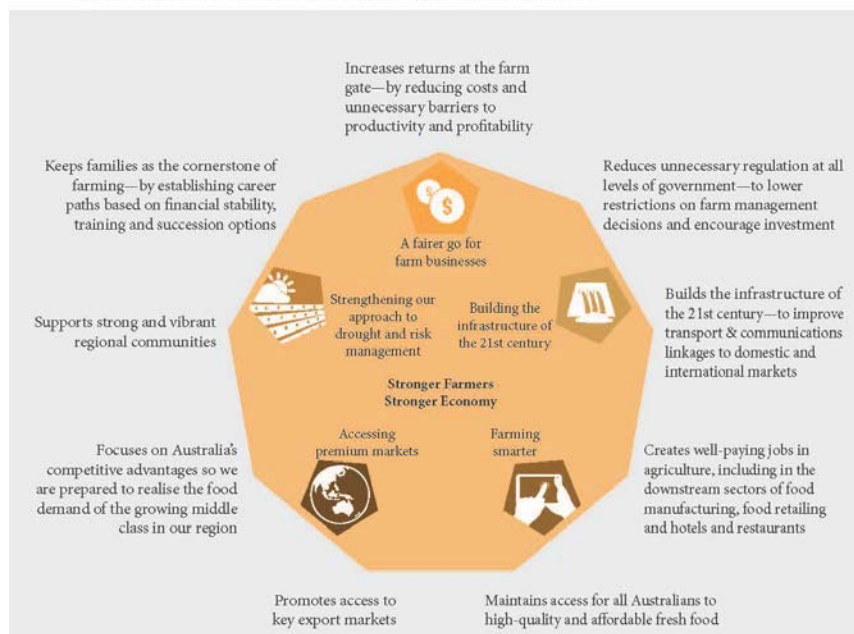 Increases returns at the farm
gate—by reducing costs and
unnecessary barriers to
productivity and profitability
Keeps families as the cornerstone of
farming—by establishing career
paths based on financial stability,
training and succession options
Reduces unnecessary regulation at all
levels of government—to lower
restrictions on farm management
decisions and encourage investment
$
$
A fairer go for
farm businesses
Supports strong and vibrant
regional communities
Strengthening our
approach to
drought and risk
management
Building the
infrastructure of
the 21st century
Builds the infrastructure of
the 21st century—to improve
transport & communications
linkages to domestic and
international markets
Stronger Farmers
Stronger Economy
Focuses on Australia's
competitive advantages so we
are prepared to realise the food
demand of the growing middle
class in our region
Accessing
premium markets
Farming
smarter
Creates well-paying jobs in
agriculture, including in the
downstream sectors of food
manufacturing, food retailing
and hotels and restaurants
Promotes access to
key export markets
Maintains access for all Australians to
high-quality and affordable fresh food